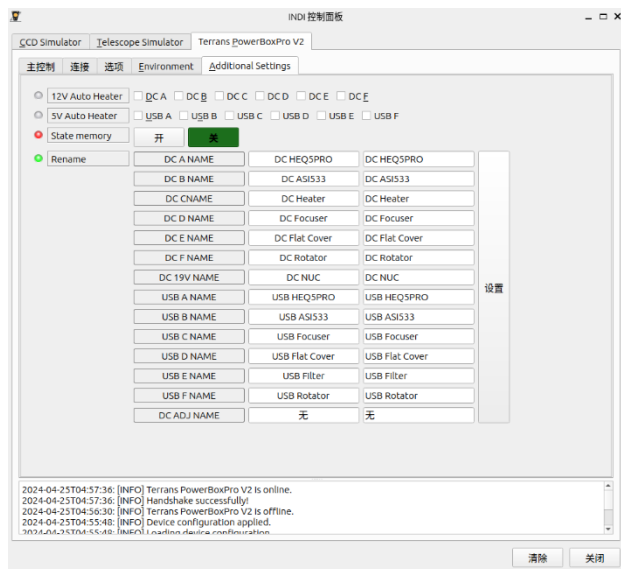 INDI 控制面板
CCD Simulator Telescope Simulator Terrans PowerBoxPro V2
主控制 连接 选项 Environment Additional Settings
12V Auto Heater DC A DC B DC C DC D DC E DC F
5V Auto Heater USB A USB B USB C USB D USB E USB F
State memory 开 关
Rename DC A NAME DC HEQ5PRO DC HEQ5PRO
DC B NAME DC ASI533 DC ASI533
DC CNAME DC Heater DC Heater
DC D NAME DC Focuser DC Focuser
DC E NAME DC Flat Cover DC Flat Cover
DC F NAME DC Rotator DC Rotator
DC 19V NAME DC NUC DC NUC
设置
USB A NAME USB HEQ5PRO USB HEQ5PRO
USB B NAME USB ASI533 USB ASI533
USB C NAME USB Focuser USB Focuser
USB D NAME USB Flat Cover USB Flat Cover
USB E NAME USB Filter USB Filter
USB F NAME USB Rotator USB Rotator
DC ADJ NAME 无 无
2024-04-25T04:57:36: [INFO] Terrans PowerBoxPro V2 is online.
2024-04-25T04:57:36: [INFO] Handshake successfully!
2024-04-25T04:56:30: [INFO] Terrans PowerBoxPro V2 is offline.
2024-04-25T04:55:48: [INFO] Device configuration applied.
2024-04-25T04:55:48: [INFO] Loading device configuration
清除 关闭